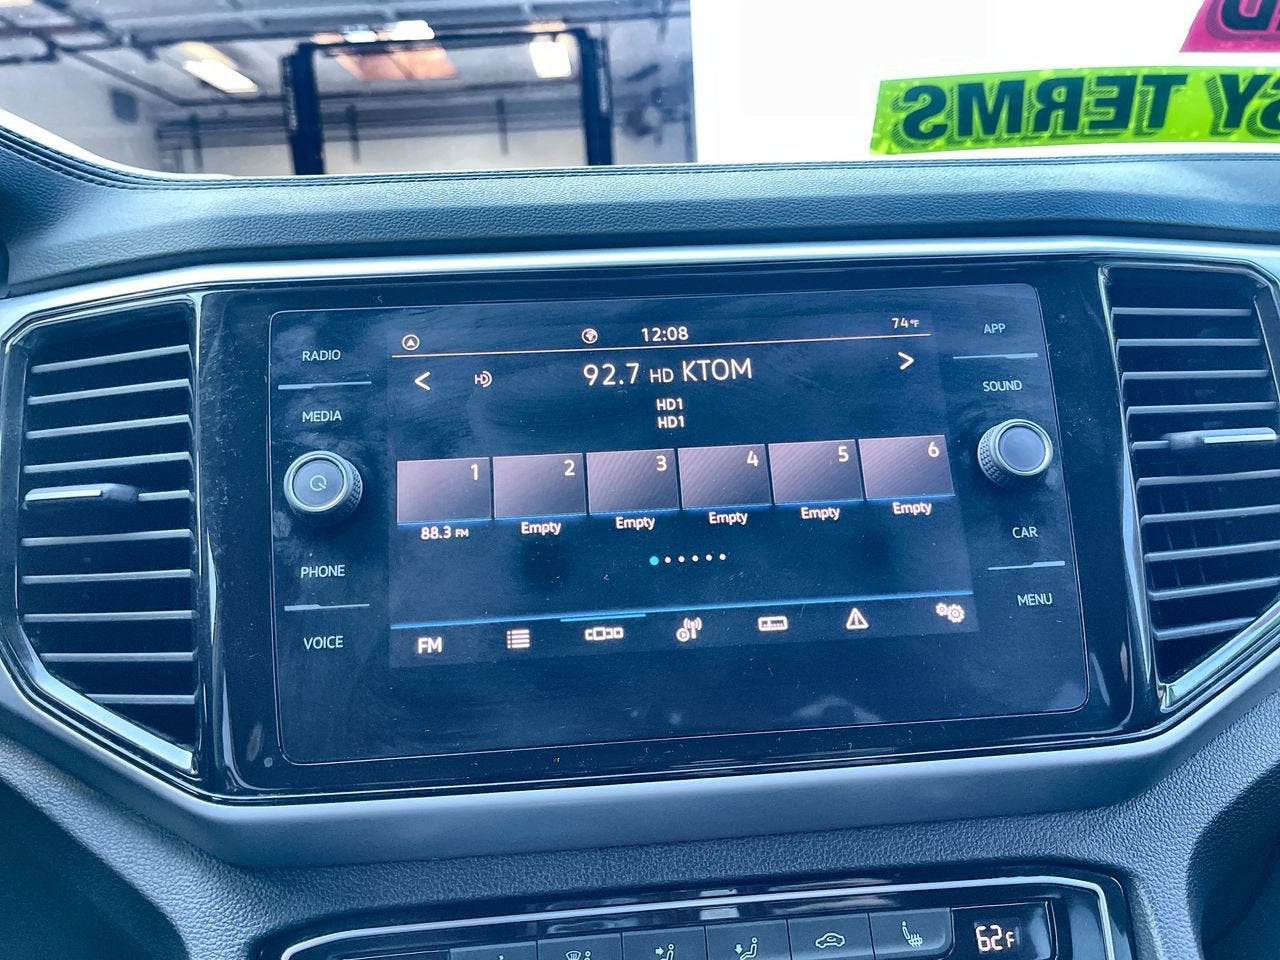 D
SY TERMS
12:08
74°F
92.7 HD KTOM
HD1
HD1
1 2 3 4 5 6
88.3 FM Empty Empty Empty Empty Empty
FM
RADIO
MEDIA
PHONE
VOICE
APP
SOUND
CAR
MENU
62F